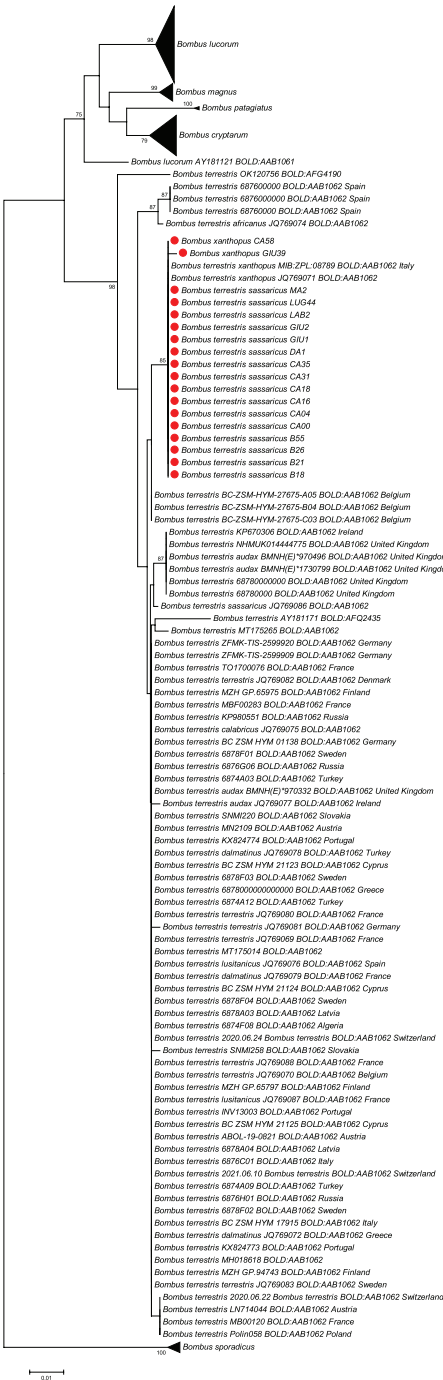 98
Bombus lucorum
99
Bombus magnus
100
Bombus patagiatus
75
79
Bombus cryptarum
Bombus lucorum AY181121 BOLD:AAB1061
Bombus terrestris OK120756 BOLD:AFG4190
Bombus terrestris 687600000 BOLD:AAB1062 Spain
87
Bombus terrestris 6876000000 BOLD:AAB1062 Spain
87
Bombus terrestris 68760000 BOLD:AAB1062 Spain
Bombus terrestris africanus JQ769074 BOLD:AAB1062
Bombus xanthopus CA58
Bombus xanthopus GIU39
Bombus terrestris xanthopus MIB:ZPL:08789 BOLD:AAB1062 Italy
Bombus terrestris xanthopus JQ769071 BOLD:AAB1062
98
Bombus terrestris sassaricus MA2
Bombus terrestris sassaricus LUG44
Bombus terrestris sassaricus LAB2
Bombus terrestris sassaricus GIU2
Bombus terrestris sassaricus GIU1
Bombus terrestris sassaricus DA1
85
Bombus terrestris sassaricus CA35
Bombus terrestris sassaricus CA31
Bombus terrestris sassaricus CA18
Bombus terrestris sassaricus CA16
Bombus terrestris sassaricus CA04
Bombus terrestris sassaricus CA00
Bombus terrestris sassaricus B55
Bombus terrestris sassaricus B26
Bombus terrestris sassaricus B21
Bombus terrestris sassaricus B18
Bombus terrestris BC-ZSM-HYM-27675-A05 BOLD:AAB1062 Belgium
Bombus terrestris BC-ZSM-HYM-27675-B04 BOLD:AAB1062 Belgium
Bombus terrestris BC-ZSM-HYM-27675-C03 BOLD:AAB1062 Belgium
Bombus terrestris KP670306 BOLD:AAB1062 Ireland
Bombus terrestris NHMUK014444775 BOLD:AAB1062 United Kingdom
87
Bombus terrestris audax BMNH(E)*970496 BOLD:AAB1062 United Kingdo
Bombus terrestris audax BMNH(E)*1730799 BOLD:AAB1062 United Kingd
Bombus terrestris 68780000000 BOLD:AAB1062 United Kingdom
Bombus terrestris 68780000 BOLD:AAB1062 United Kingdom
Bombus terrestris sassaricus JQ769086 BOLD:AAB1062
Bombus terrestris AY181171 BOLD:AFQ2435
Bombus terrestris MT175265 BOLD:AAB1062
Bombus terrestris ZFMK-TIS-2599920 BOLD:AAB1062 Germany
Bombus terrestris ZFMK-TIS-2599909 BOLD:AAB1062 Germany
Bombus terrestris TO1700076 BOLD:AAB1062 France
Bombus terrestris terrestris JQ769082 BOLD:AAB1062 Denmark
Bombus terrestris MZH GP.65975 BOLD:AAB1062 Finland
Bombus terrestris MBF00283 BOLD:AAB1062 France
Bombus terrestris KP980551 BOLD:AAB1062 Russia
Bombus terrestris calabricus JQ769075 BOLD:AAB1062
Bombus terrestris BC ZSM HYM 01138 BOLD:AAB1062 Germany
Bombus terrestris 6878F01 BOLD:AAB1062 Sweden
Bombus terrestris 6876G06 BOLD:AAB1062 Russia
Bombus terrestris 6874A03 BOLD:AAB1062 Turkey
Bombus terrestris audax BMNH(E)*970332 BOLD:AAB1062 United Kingdom
Bombus terrestris audax JQ769077 BOLD:AAB1062 Ireland
Bombus terrestris SNMI220 BOLD:AAB1062 Slovakia
Bombus terrestris MN2109 BOLD:AAB1062 Austria
Bombus terrestris KX824774 BOLD:AAB1062 Portugal
Bombus terrestris dalmatinus JQ769078 BOLD:AAB1062 Turkey
Bombus terrestris BC ZSM HYM 21123 BOLD:AAB1062 Cyprus
Bombus terrestris 6878F03 BOLD:AAB1062 Sweden
Bombus terrestris 6878000000000000 BOLD:AAB1062 Greece
Bombus terrestris 6874A12 BOLD:AAB1062 Turkey
Bombus terrestris terrestris JQ769080 BOLD:AAB1062 France
Bombus terrestris terrestris JQ769081 BOLD:AAB1062 Germany
Bombus terrestris terrestris JQ769069 BOLD:AAB1062 France
Bombus terrestris MT175014 BOLD:AAB1062
Bombus terrestris lusitanicus JQ769076 BOLD:AAB1062 Spain
Bombus terrestris dalmatinus JQ769079 BOLD:AAB1062 France
Bombus terrestris BC ZSM HYM 21124 BOLD:AAB1062 Cyprus
Bombus terrestris 6878F04 BOLD:AAB1062 Sweden
Bombus terrestris 6878A03 BOLD:AAB1062 Latvia
Bombus terrestris 6874F08 BOLD:AAB1062 Algeria
Bombus terrestris 2020.06.24 Bombus terrestris BOLD:AAB1062 Switzerland
Bombus terrestris SNMI258 BOLD:AAB1062 Slovakia
Bombus terrestris terrestris JQ769088 BOLD:AAB1062 France
Bombus terrestris terrestris JQ769070 BOLD:AAB1062 Belgium
Bombus terrestris MZH GP.65797 BOLD:AAB1062 Finland
Bombus terrestris lusitanicus JQ769087 BOLD:AAB1062 France
Bombus terrestris INV13003 BOLD:AAB1062 Portugal
Bombus terrestris BC ZSM HYM 21125 BOLD:AAB1062 Cyprus
Bombus terrestris ABOL-19-0821 BOLD:AAB1062 Austria
Bombus terrestris 6878A04 BOLD:AAB1062 Latvia
Bombus terrestris 6876C01 BOLD:AAB1062 Italy
Bombus terrestris 2021.06.10 Bombus terrestris BOLD:AAB1062 Switzerland
Bombus terrestris 6874A09 BOLD:AAB1062 Turkey
Bombus terrestris 6876H01 BOLD:AAB1062 Russia
Bombus terrestris 6878F02 BOLD:AAB1062 Sweden
Bombus terrestris BC ZSM HYM 17915 BOLD:AAB1062 Italy
Bombus terrestris dalmatinus JQ769072 BOLD:AAB1062 Greece
Bombus terrestris KX824773 BOLD:AAB1062 Portugal
Bombus terrestris MH018618 BOLD:AAB1062
Bombus terrestris MZH GP.94743 BOLD:AAB1062 Finland
Bombus terrestris terrestris JQ769083 BOLD:AAB1062 Sweden
Bombus terrestris 2020.06.22 Bombus terrestris BOLD:AAB1062 Switzerland
Bombus terrestris LN714044 BOLD:AAB1062 Austria
Bombus terrestris MB00120 BOLD:AAB1062 France
Bombus terrestris Polin058 BOLD:AAB1062 Poland
Bombus sporadicus
100
0.01